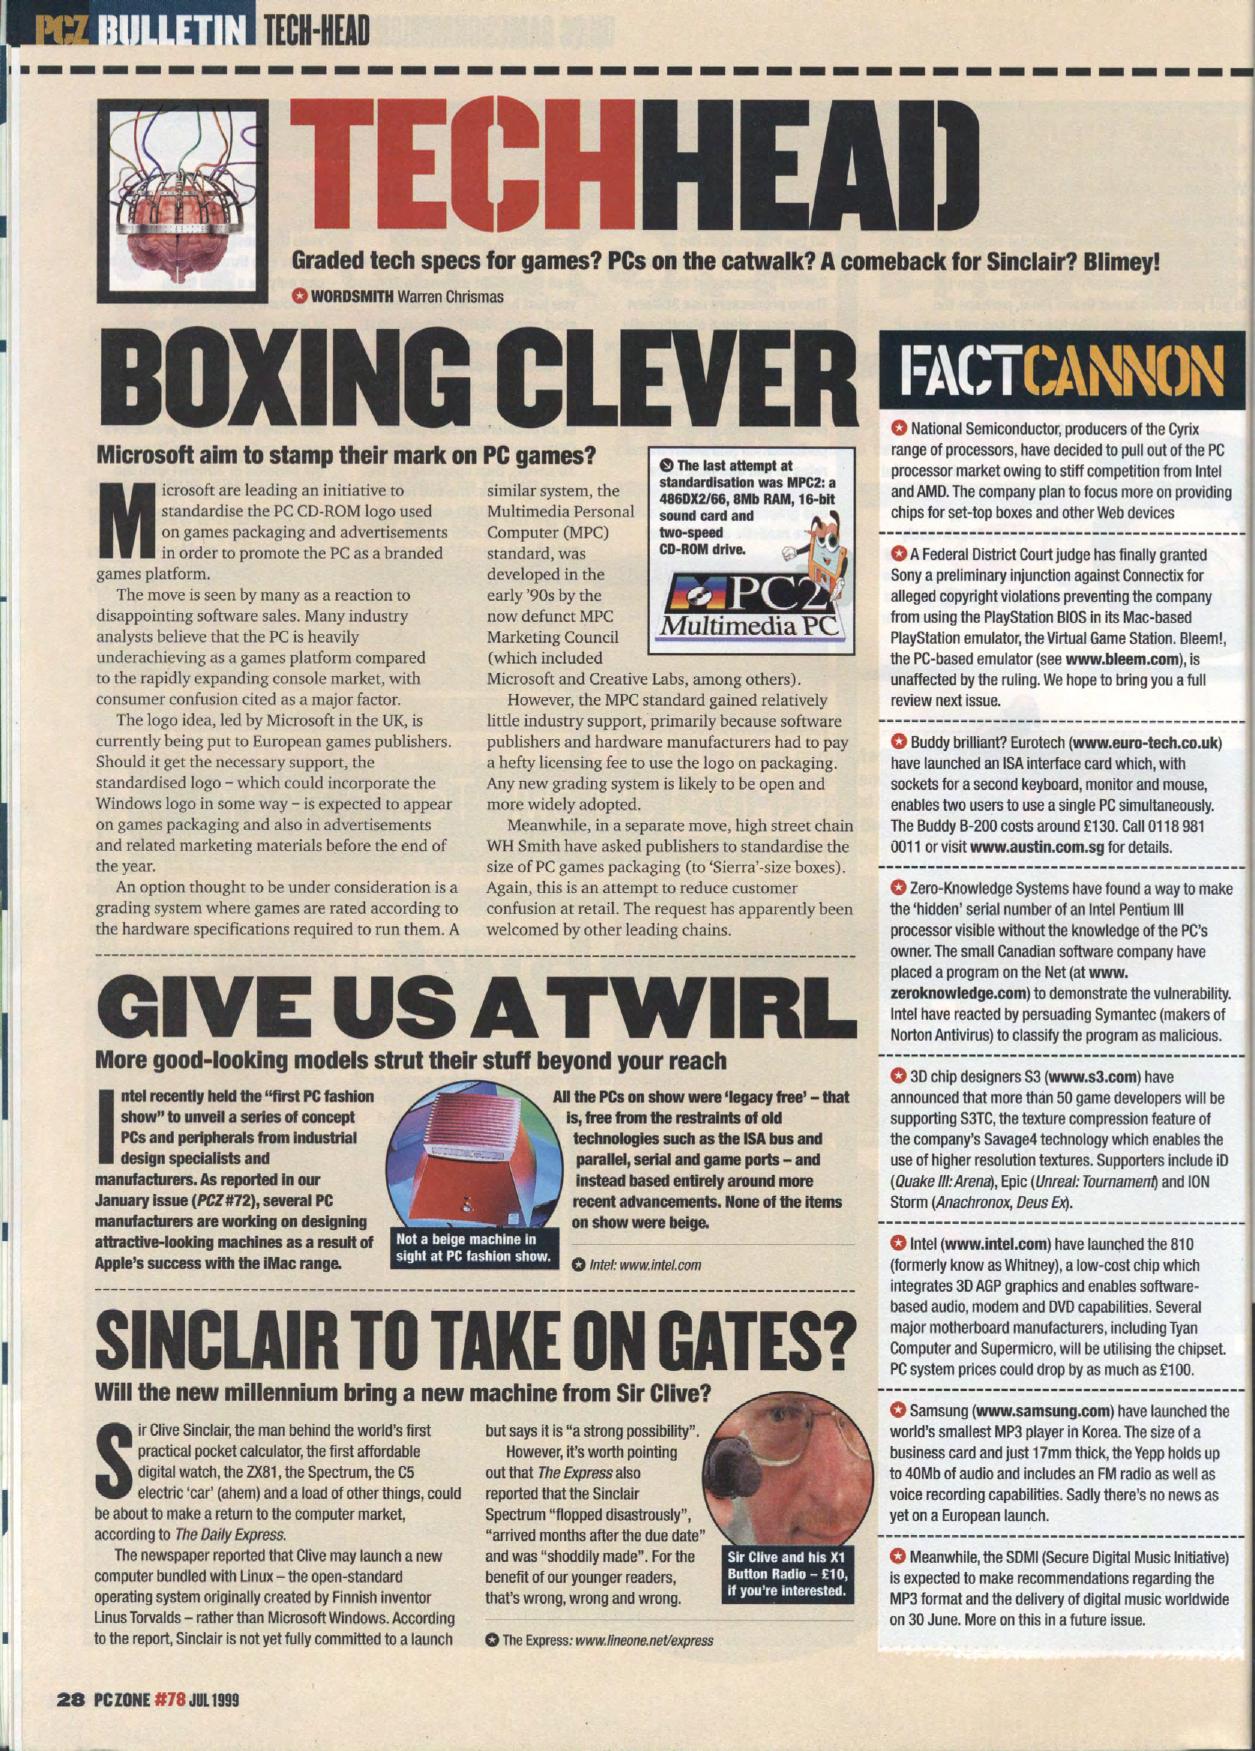 PCZ BULLETIN TECH-HEAD
TECHHEAD
Graded tech specs for games? PCs on the catwalk? A comeback for Sinclair? Blimey!
WORDSMITH Warren Chrismas
BOXING CLEVER
Microsoft aim to stamp their mark on PC games?
Microsoft are leading an initiative to
standardise the PC CD-ROM logo used
on games packaging and advertisements
in order to promote the PC as a branded
games platform.
The move is seen by many as a reaction to
disappointing software sales. Many industry
analysts believe that the PC is heavily
underachieving as a games platform compared
to the rapidly expanding console market, with
consumer confusion cited as a major factor.
The logo idea, led by Microsoft in the UK, is
currently being put to European games publishers.
Should it get the necessary support, the
standardised logo – which could incorporate the
Windows logo in some way – is expected to appear
on games packaging and also in advertisements
and related marketing materials before the end of
the year.
An option thought to be under consideration is a
grading system where games are rated according to
the hardware specifications required to run them. A
similar system, the
Multimedia Personal
Computer (MPC)
standard, was
developed in the
early '90s by the
now defunct MPC
Marketing Council
(which included
Microsoft and Creative Labs, among others).
However, the MPC standard gained relatively
little industry support, primarily because software
publishers and hardware manufacturers had to pay
a hefty licensing fee to use the logo on packaging.
Any new grading system is likely to be open and
more widely adopted.
Meanwhile, in a separate move, high street chain
WH Smith have asked publishers to standardise the
size of PC games packaging (to 'Sierra'-size boxes).
Again, this is an attempt to reduce customer
confusion at retail. The request has apparently been
welcomed by other leading chains.
The last attempt at
standardisation was MPC2: a
486DX2/66, 8Mb RAM, 16-bit
sound card and
two-speed
CD-ROM drive.
MPC2
Multimedia PC
GIVE US A TWIRL
More good-looking models strut their stuff beyond your reach
Intel recently held the "first PC fashion
show" to unveil a series of concept
PCs and peripherals from industrial
design specialists and
manufacturers. As reported in our
January issue (PCZ #72), several PC
manufacturers are working on designing
attractive-looking machines as a result of
Apple's success with the iMac range.
Not a beige machine in
sight at PC fashion show.
All the PCs on show were 'legacy free' – that
is, free from the restraints of old
technologies such as the ISA bus and
parallel, serial and game ports – and
instead based entirely around more
recent advancements. None of the items
on show were beige.
Intel: www.intel.com
SINCLAIR TO TAKE ON GATES?
Will the new millennium bring a new machine from Sir Clive?
Sir Clive Sinclair, the man behind the world's first
practical pocket calculator, the first affordable
digital watch, the ZX81, the Spectrum, the C5
electric 'car' (ahem) and a load of other things, could
be about to make a return to the computer market,
according to The Daily Express.
The newspaper reported that Clive may launch a new
computer bundled with Linux – the open-standard
operating system originally created by Finnish inventor
Linus Torvalds – rather than Microsoft Windows. According
to the report, Sinclair is not yet fully committed to a launch
but says it is "a strong possibility".
However, it's worth pointing
out that The Express also
reported that the Sinclair
Spectrum "flopped disastrously",
"arrived months after the due date"
and was "shoddily made". For the
benefit of our younger readers,
that's wrong, wrong and wrong.
Sir Clive and his X1
Button Radio – £10,
if you're interested.
The Express: www.lineone.net/express
FACTCANNON
National Semiconductor, producers of the Cyrix
range of processors, have decided to pull out of the PC
processor market owing to stiff competition from Intel
and AMD. The company plan to focus more on providing
chips for set-top boxes and other Web devices
A Federal District Court judge has finally granted
Sony a preliminary injunction against Connectix for
alleged copyright violations preventing the company
from using the PlayStation BIOS in its Mac-based
PlayStation emulator, the Virtual Game Station. Bleem!,
the PC-based emulator (see www.bleem.com), is
unaffected by the ruling. We hope to bring you a full
review next issue.
Buddy brilliant? Eurotech (www.euro-tech.co.uk)
have launched an ISA interface card which, with
sockets for a second keyboard, monitor and mouse,
enables two users to use a single PC simultaneously.
The Buddy B-200 costs around £130. Call 0118 981
0011 or visit www.austin.com.sg for details.
Zero-Knowledge Systems have found a way to make
the 'hidden' serial number of an Intel Pentium III
processor visible without the knowledge of the PC's
owner. The small Canadian software company have
placed a program on the Net (at www.
zeroknowledge.com) to demonstrate the vulnerability.
Intel have reacted by persuading Symantec (makers of
Norton Antivirus) to classify the program as malicious.
3D chip designers S3 (www.s3.com) have
announced that more than 50 game developers will be
supporting S3TC, the texture compression feature of
the company's Savage4 technology which enables the
use of higher resolution textures. Supporters include iD
(Quake III: Arena), Epic (Unreal: Tournament) and ION
Storm (Anachronox, Deus Ex).
Intel (www.intel.com) have launched the 810
(formerly know as Whitney), a low-cost chip which
integrates 3D AGP graphics and enables software-
based audio, modem and DVD capabilities. Several
major motherboard manufacturers, including Tyan
Computer and Supermicro, will be utilising the chipset.
PC system prices could drop by as much as £100.
Samsung (www.samsung.com) have launched the
world's smallest MP3 player in Korea. The size of a
business card and just 17mm thick, the Yepp holds up
to 40Mb of audio and includes an FM radio as well as
voice recording capabilities. Sadly there's no news as
yet on a European launch.
Meanwhile, the SDMI (Secure Digital Music Initiative)
is expected to make recommendations regarding the
MP3 format and the delivery of digital music worldwide
on 30 June. More on this in a future issue.
28 PCZONE #78 JUL 1999